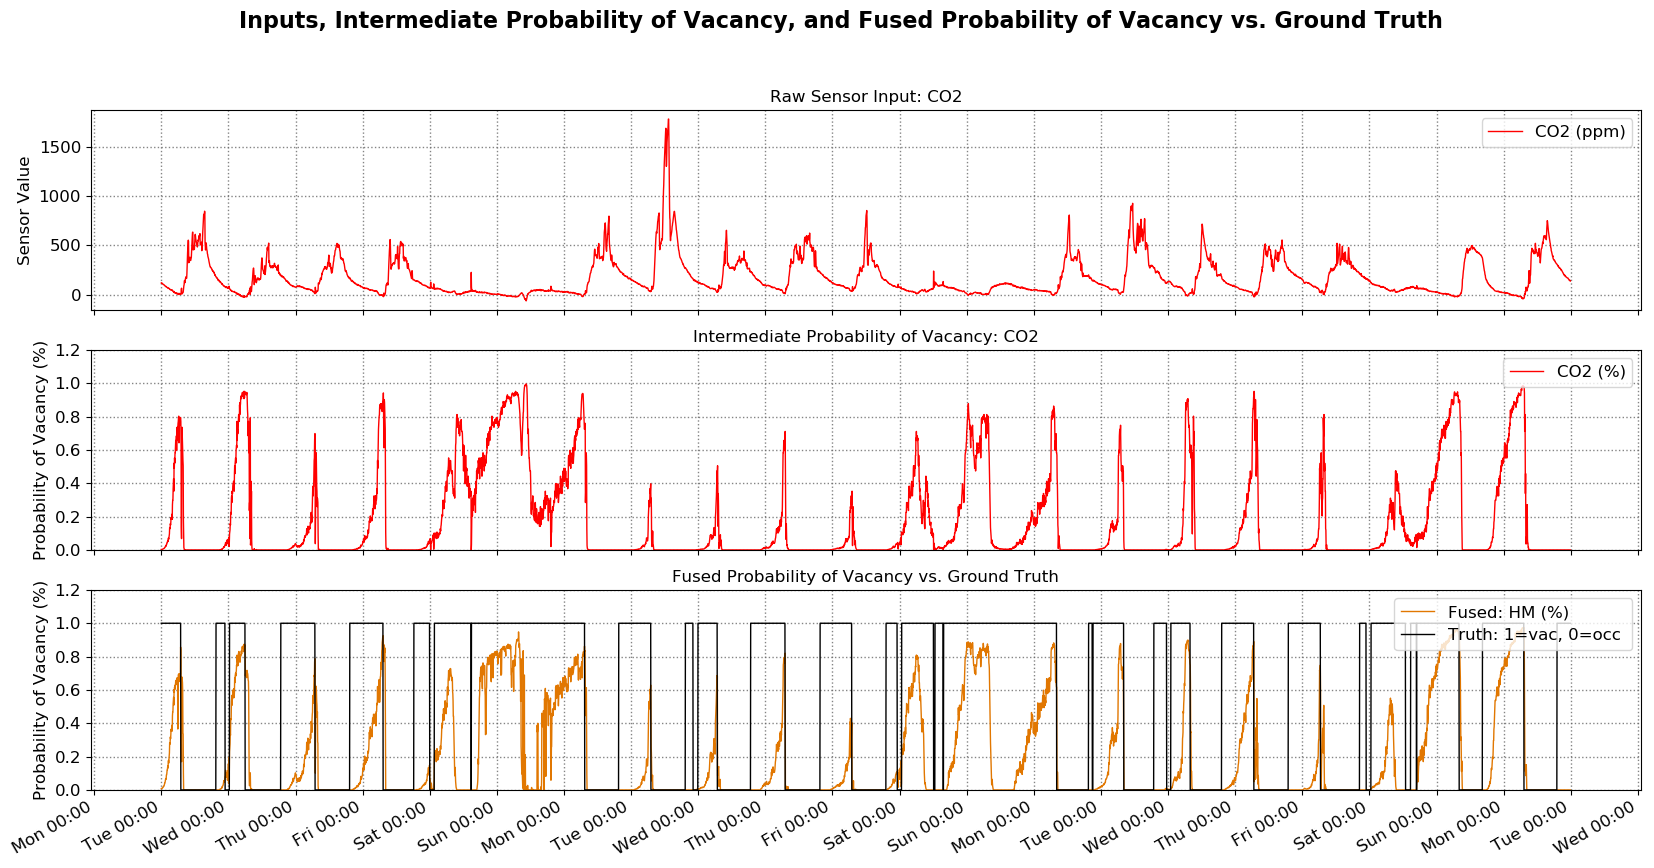 Inputs, Intermediate Probability of Vacancy, and Fused Probability of Vacancy vs. Ground Truth
Raw Sensor Input: CO2
Sensor Value
1500
1000
500
0
CO2 (ppm)
Intermediate Probability of Vacancy: CO2
Probability of Vacancy (%)
1.2
1.0
0.8
0.6
0.4
0.2
0.0
CO2 (%)
Fused Probability of Vacancy vs. Ground Truth
Probability of Vacancy (%)
1.2
1.0
0.8
0.6
0.4
0.2
0.0
Fused: HM (%)
Truth: 1=vac, 0=occ
Mon 00:00
Tue 00:00
Wed 00:00
Thu 00:00
Fri 00:00
Sat 00:00
Sun 00:00
Mon 00:00
Tue 00:00
Wed 00:00
Thu 00:00
Fri 00:00
Sat 00:00
Sun 00:00
Mon 00:00
Tue 00:00
Wed 00:00
Thu 00:00
Fri 00:00
Sat 00:00
Sun 00:00
Mon 00:00
Tue 00:00
Wed 00:00